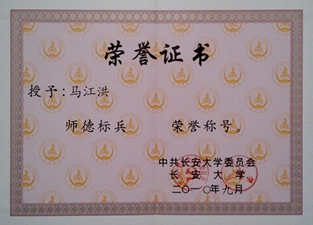 荣誉证书
授予：马江洪
师德标兵 荣誉称号。
中共长安大学委员会
长安大学
二〇一〇年九月